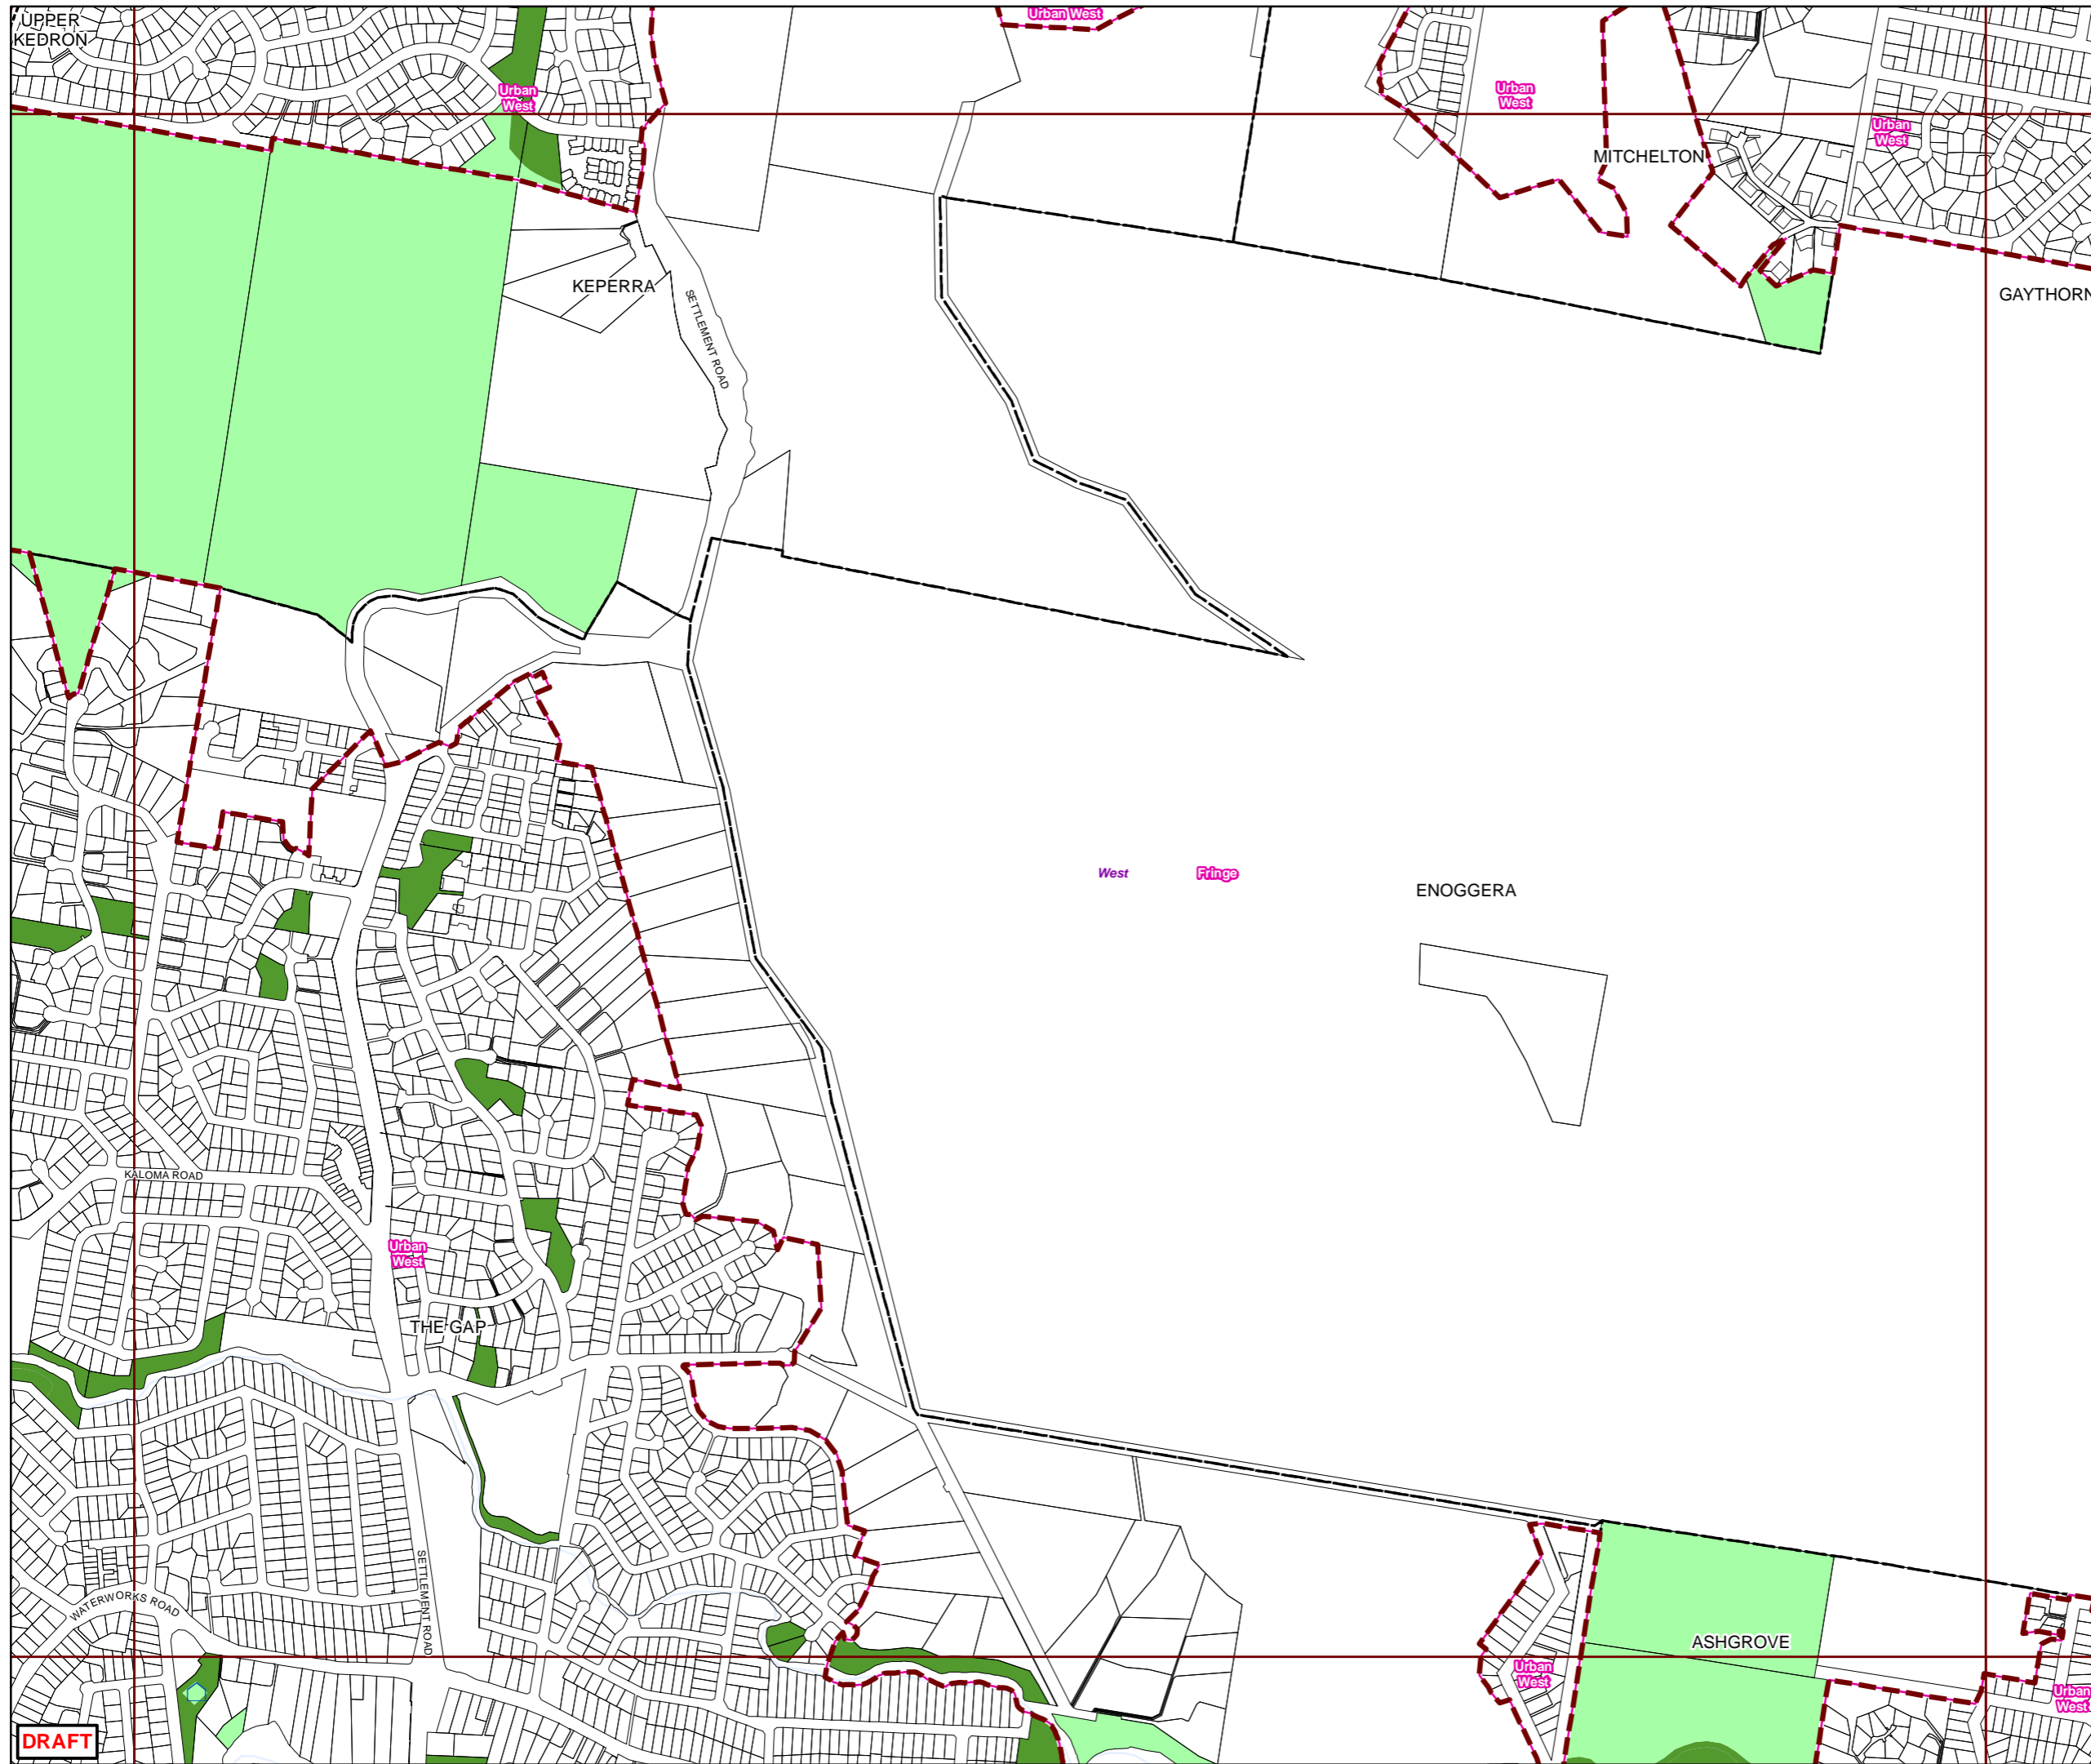 UPPER
KEDRON
Urban West
Urban
West
Urban
West
Urban
West
MITCHELTON
KEPERRA
GAYTHORN
SETTLEMENT ROAD
West
Fringe
ENOGGERA
KALOMA ROAD
Urban
West
THE GAP
SETTLEMENT ROAD
WATERWORKS ROAD
ASHGROVE
Urban
West
Urban
West
DRAFT